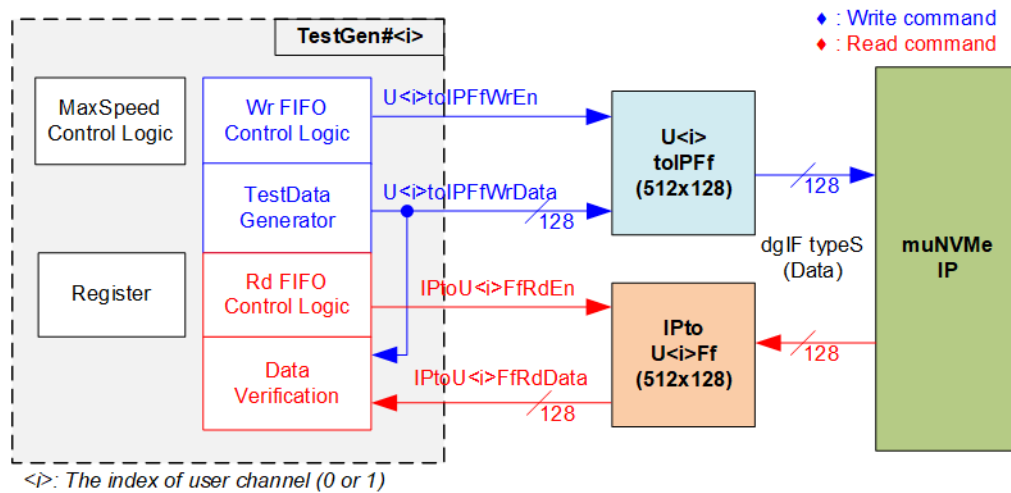 ♦ : Write command
♦ : Read command
TestGen#<i>
MaxSpeed
Control Logic
Wr FIFO
Control Logic
TestData
Generator
Register
Rd FIFO
Control Logic
Data
Verification
U<i>toIPFfWrEn
U<i>toIPFfWrData
128
IPtoU<i>FfRdEn
IPtoU<i>FfRdData
128
U<i>
toIPFf
(512x128)
128
dgIF typeS
(Data)
IPto
U<i>Ff
(512x128)
128
muNVMe
IP
<i>: The index of user channel (0 or 1)